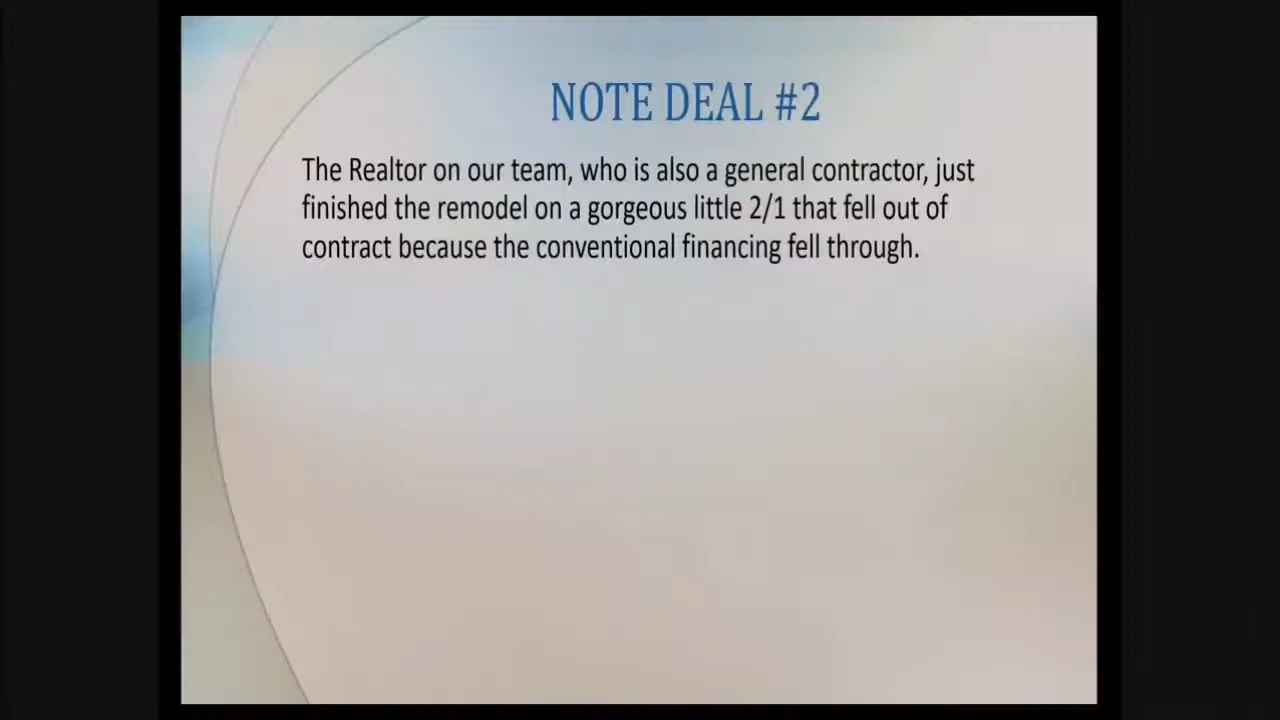 NOTE DEAL #2
The Realtor on our team, who is also a general contractor, just
finished the remodel on a gorgeous little 2/1 that fell out of
contract because the conventional financing fell through.